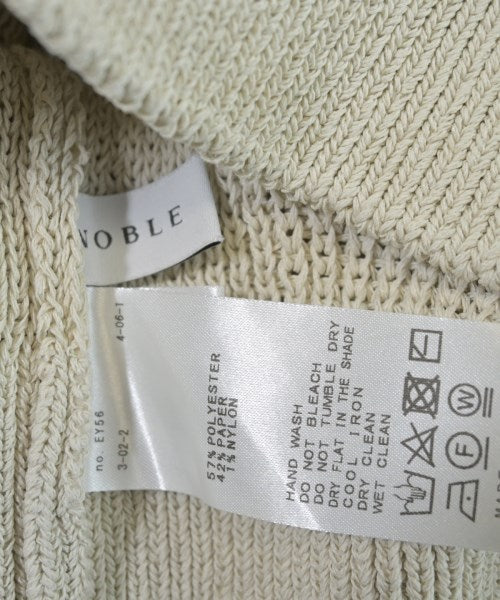 NOBLE
4-06-1
no. EY56
3-02-2
57% POLYESTER
42% PAPER
1% NYLON
HAND WASH
DO NOT BLEACH
DO NOT TUMBLE DRY
DRY FLAT IN THE SHADE
COOL IRON
DRY CLEAN
WET CLEAN
F
W